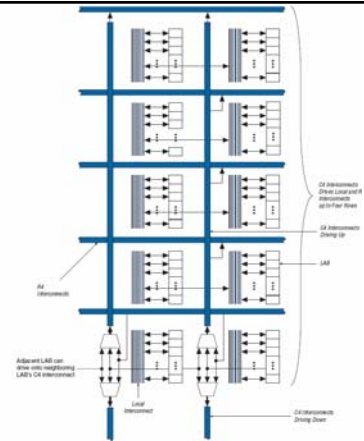 C4 Interconnects
Drives Local and R4
Interconnects
up to Four Rows
C4 Interconnects
Driving Up
LAB
R4
Interconnects
Adjacent LAB can
drive onto neighboring
LAB's C4 interconnect
Local
Interconnect
C4 Interconnects
Driving Down